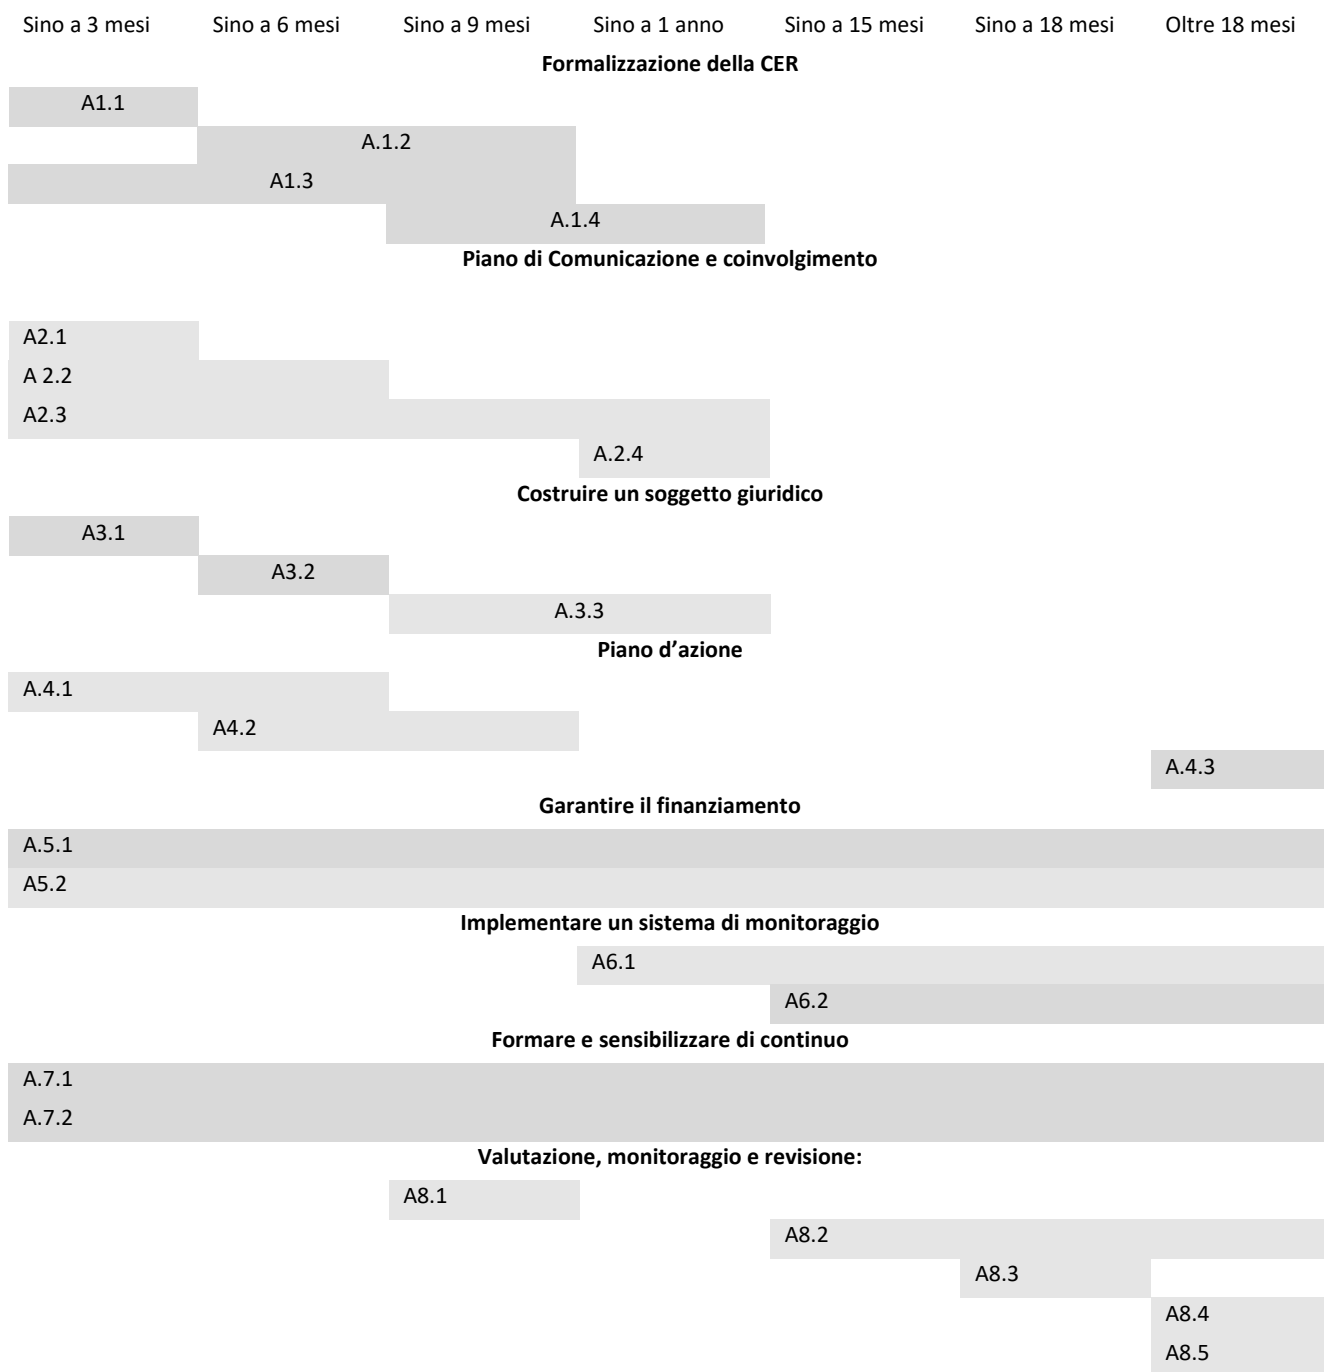 Sino a 3 mesi Sino a 6 mesi Sino a 9 mesi Sino a 1 anno Sino a 15 mesi Sino a 18 mesi Oltre 18 mesi
Formalizzazione della CER
A1.1
A.1.2
A1.3
A.1.4
Piano di Comunicazione e coinvolgimento
A2.1
A 2.2
A2.3
A.2.4
Costruire un soggetto giuridico
A3.1
A3.2
A.3.3
Piano d’azione
A.4.1
A4.2
A.4.3
Garantire il finanziamento
A.5.1
A5.2
Implementare un sistema di monitoraggio
A6.1
A6.2
Formare e sensibilizzare di continuo
A.7.1
A.7.2
Valutazione, monitoraggio e revisione:
A8.1
A8.2
A8.3
A8.4
A8.5